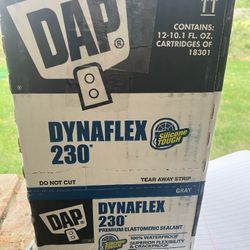 TT
DAP®
CONTAINS:
12-10.1 FL. OZ.
CARTRIDGES OF
18301
DYNAFLEX
230®
Silicone
TOUGH
DO NOT CUT
TEAR AWAY STRIP
GRAY
DAP®
DYNAFLEX
230®
PREMIUM ELASTOMERIC SEALANT
100% WATERPROOF
SUPERIOR FLEXIBILITY
& CRACKPROOF